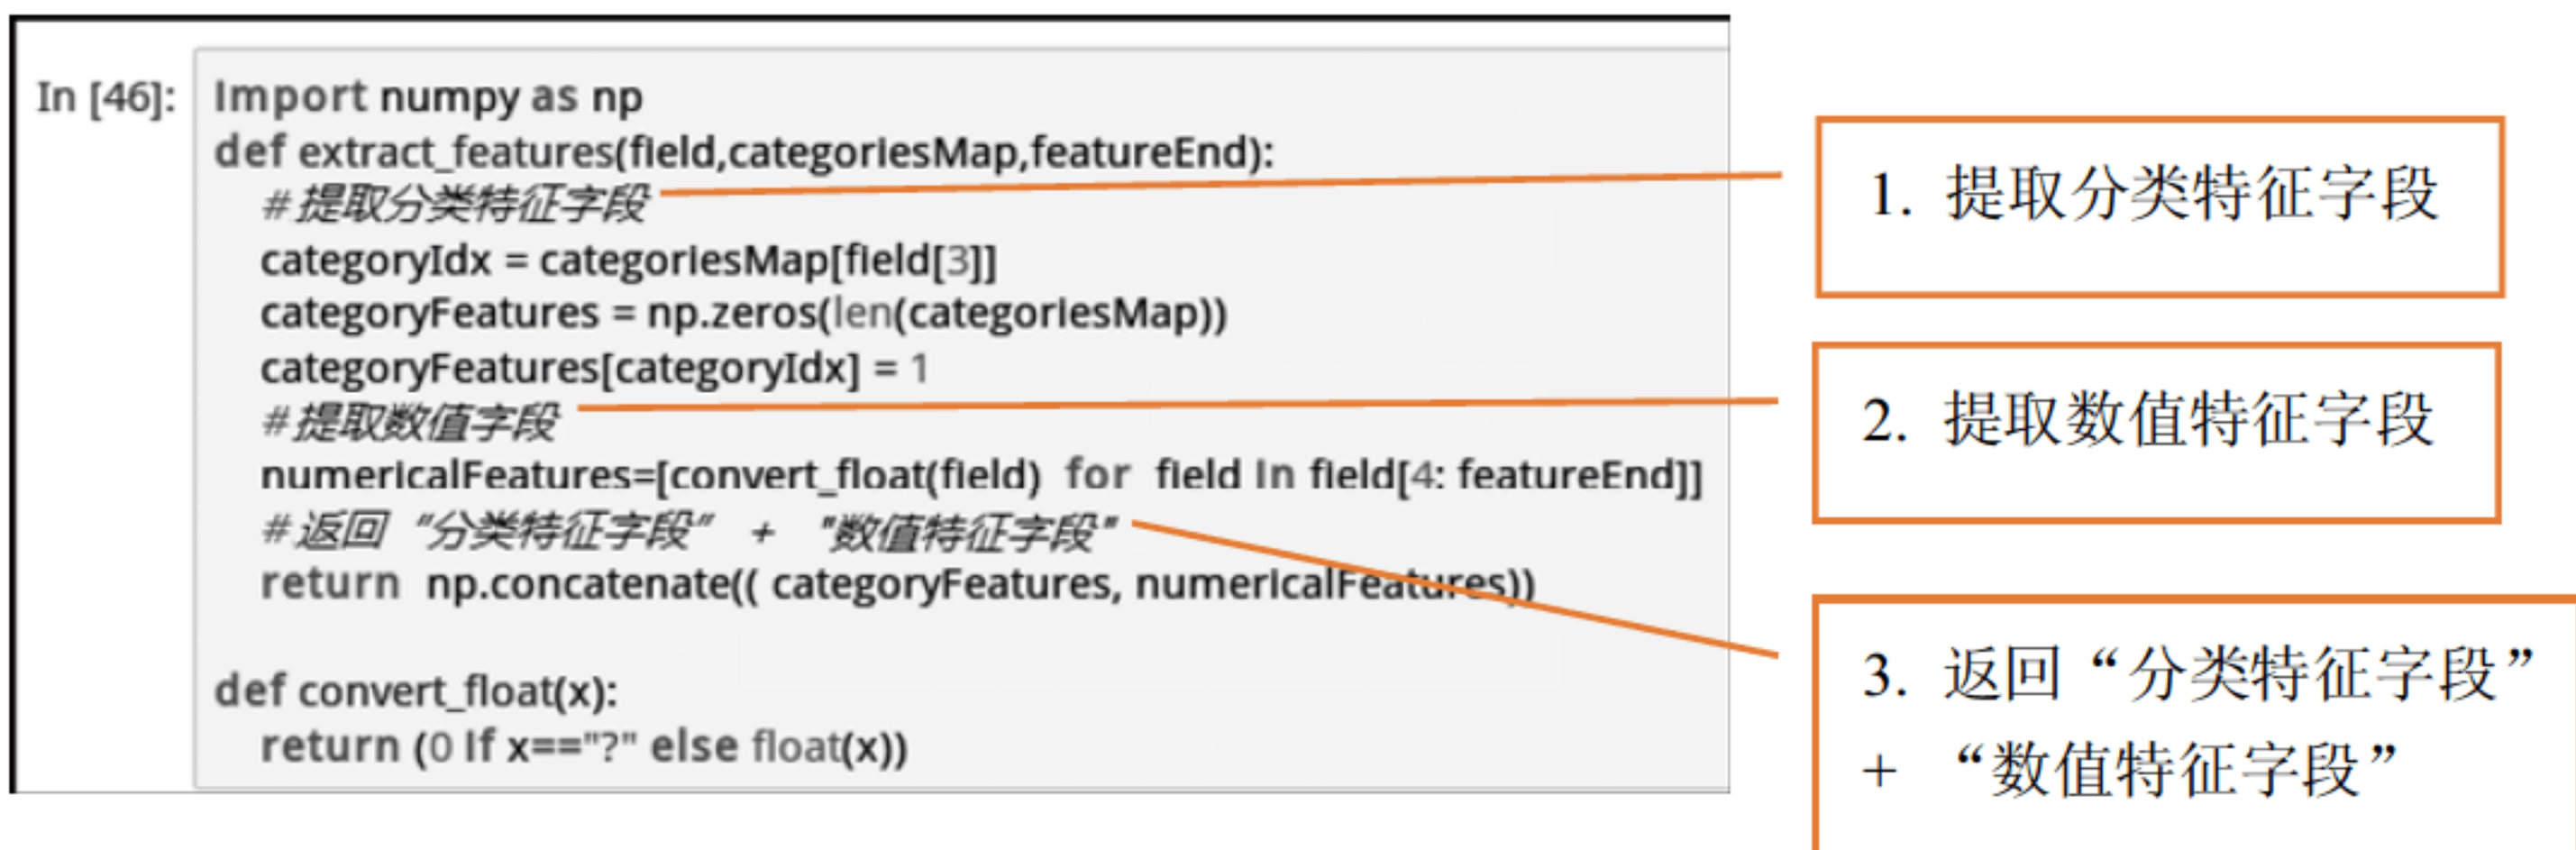 In [46]:
Import numpy as np
def extract_features(field,categoriesMap,featureEnd):
#提取分类特征字段
categoryIdx = categoriesMap[field[3]]
categoryFeatures = np.zeros(len(categoriesMap))
categoryFeatures[categoryIdx] = 1
#提取数值字段
numericalFeatures=[convert_float(field) for field In field[4: featureEnd]]
#返回 “分类特征字段” + "数值特征字段"
return np.concatenate(( categoryFeatures, numericalFeatures))
def convert_float(x):
return (0 If x=="?" else float(x))
1. 提取分类特征字段
2. 提取数值特征字段
3. 返回“分类特征字段”
+ “数值特征字段”